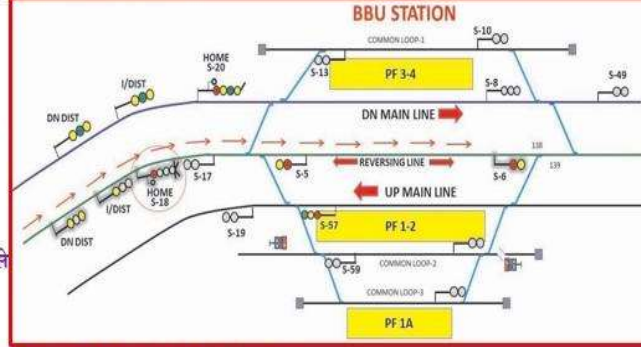 BBU STATION
S-10
COMMON LOOP-1
HOME
S-20
S-13
PF 3-4
I/DIST
S-8
S-49
DN DIST
DN MAIN LINE
138
S-17
S-5
REVERSING LINE
S-6
139
HOME
S-18
I/DIST
UP MAIN LINE
DN DIST
S-19
S-57
PF 1-2
S-59
COMMON LOOP-2
COMMON LOOP-3
PF 1A